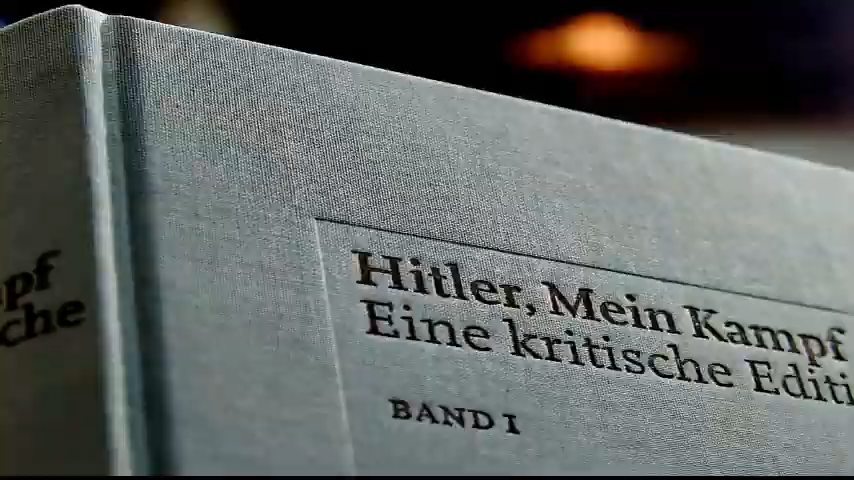 pf
che
Hitler, Mein Kampf
Eine kritische Editi
BAND I